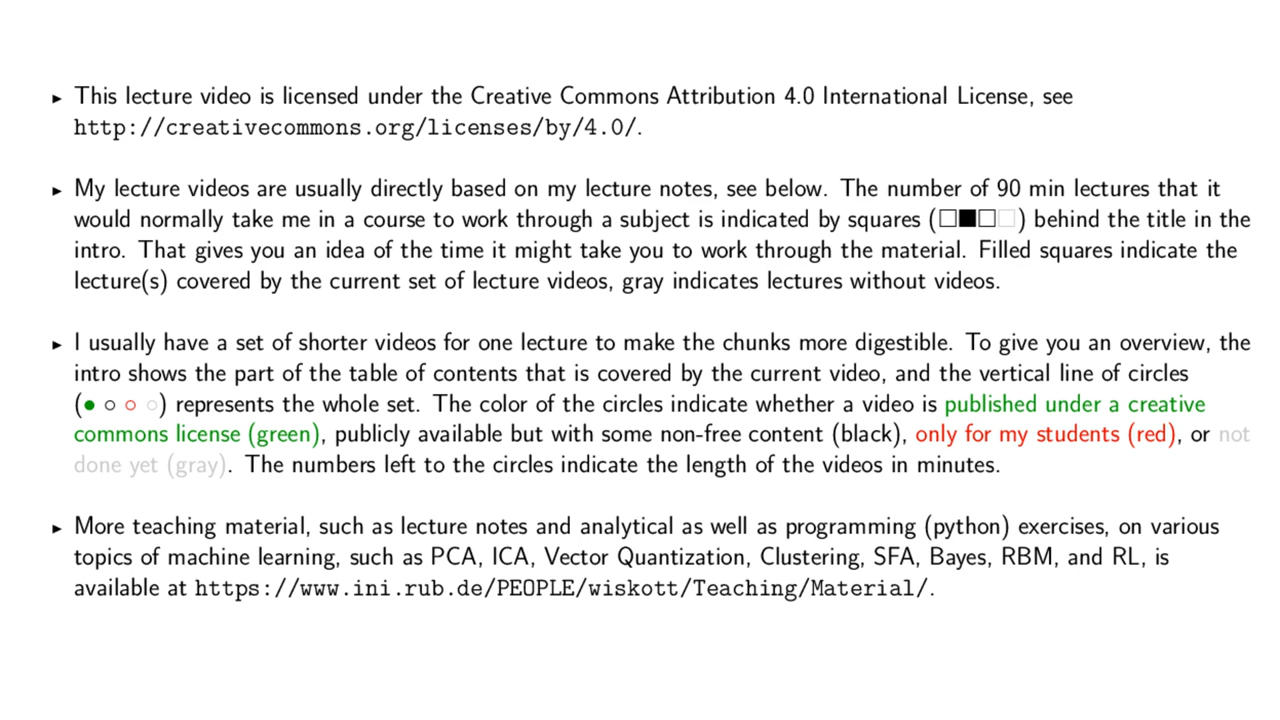 ▸ This lecture video is licensed under the Creative Commons Attribution 4.0 International License, see
http://creativecommons.org/licenses/by/4.0/.
▸ My lecture videos are usually directly based on my lecture notes, see below. The number of 90 min lectures that it
would normally take me in a course to work through a subject is indicated by squares (□■□□) behind the title in the
intro. That gives you an idea of the time it might take you to work through the material. Filled squares indicate the
lecture(s) covered by the current set of lecture videos, gray indicates lectures without videos.
▸ I usually have a set of shorter videos for one lecture to make the chunks more digestible. To give you an overview, the
intro shows the part of the table of contents that is covered by the current video, and the vertical line of circles
(● ○ ○ ○) represents the whole set. The color of the circles indicate whether a video is published under a creative
commons license (green), publicly available but with some non-free content (black), only for my students (red), or not
done yet (gray). The numbers left to the circles indicate the length of the videos in minutes.
▸ More teaching material, such as lecture notes and analytical as well as programming (python) exercises, on various
topics of machine learning, such as PCA, ICA, Vector Quantization, Clustering, SFA, Bayes, RBM, and RL, is
available at https://www.ini.rub.de/PEOPLE/wiskott/Teaching/Material/.